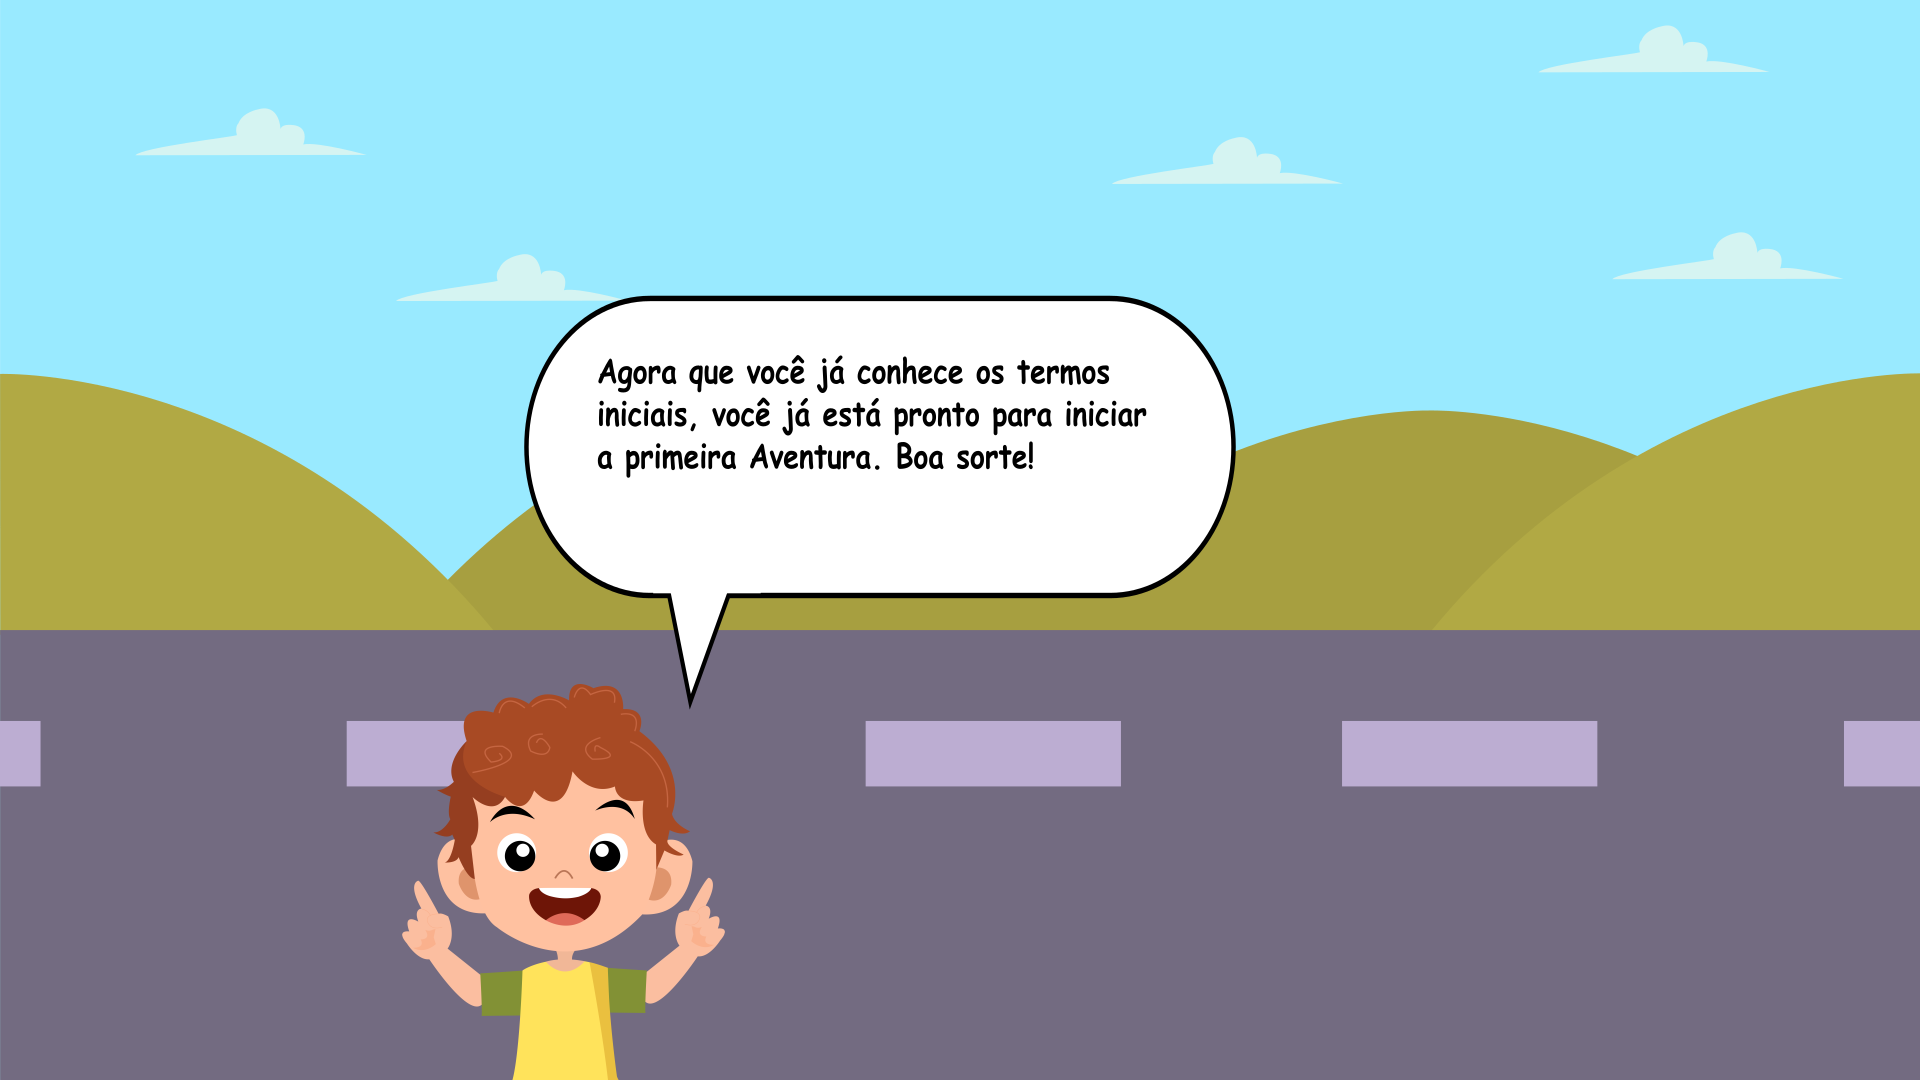 Agora que você já conhece os termos
iniciais, você já está pronto para iniciar
a primeira Aventura. Boa sorte!